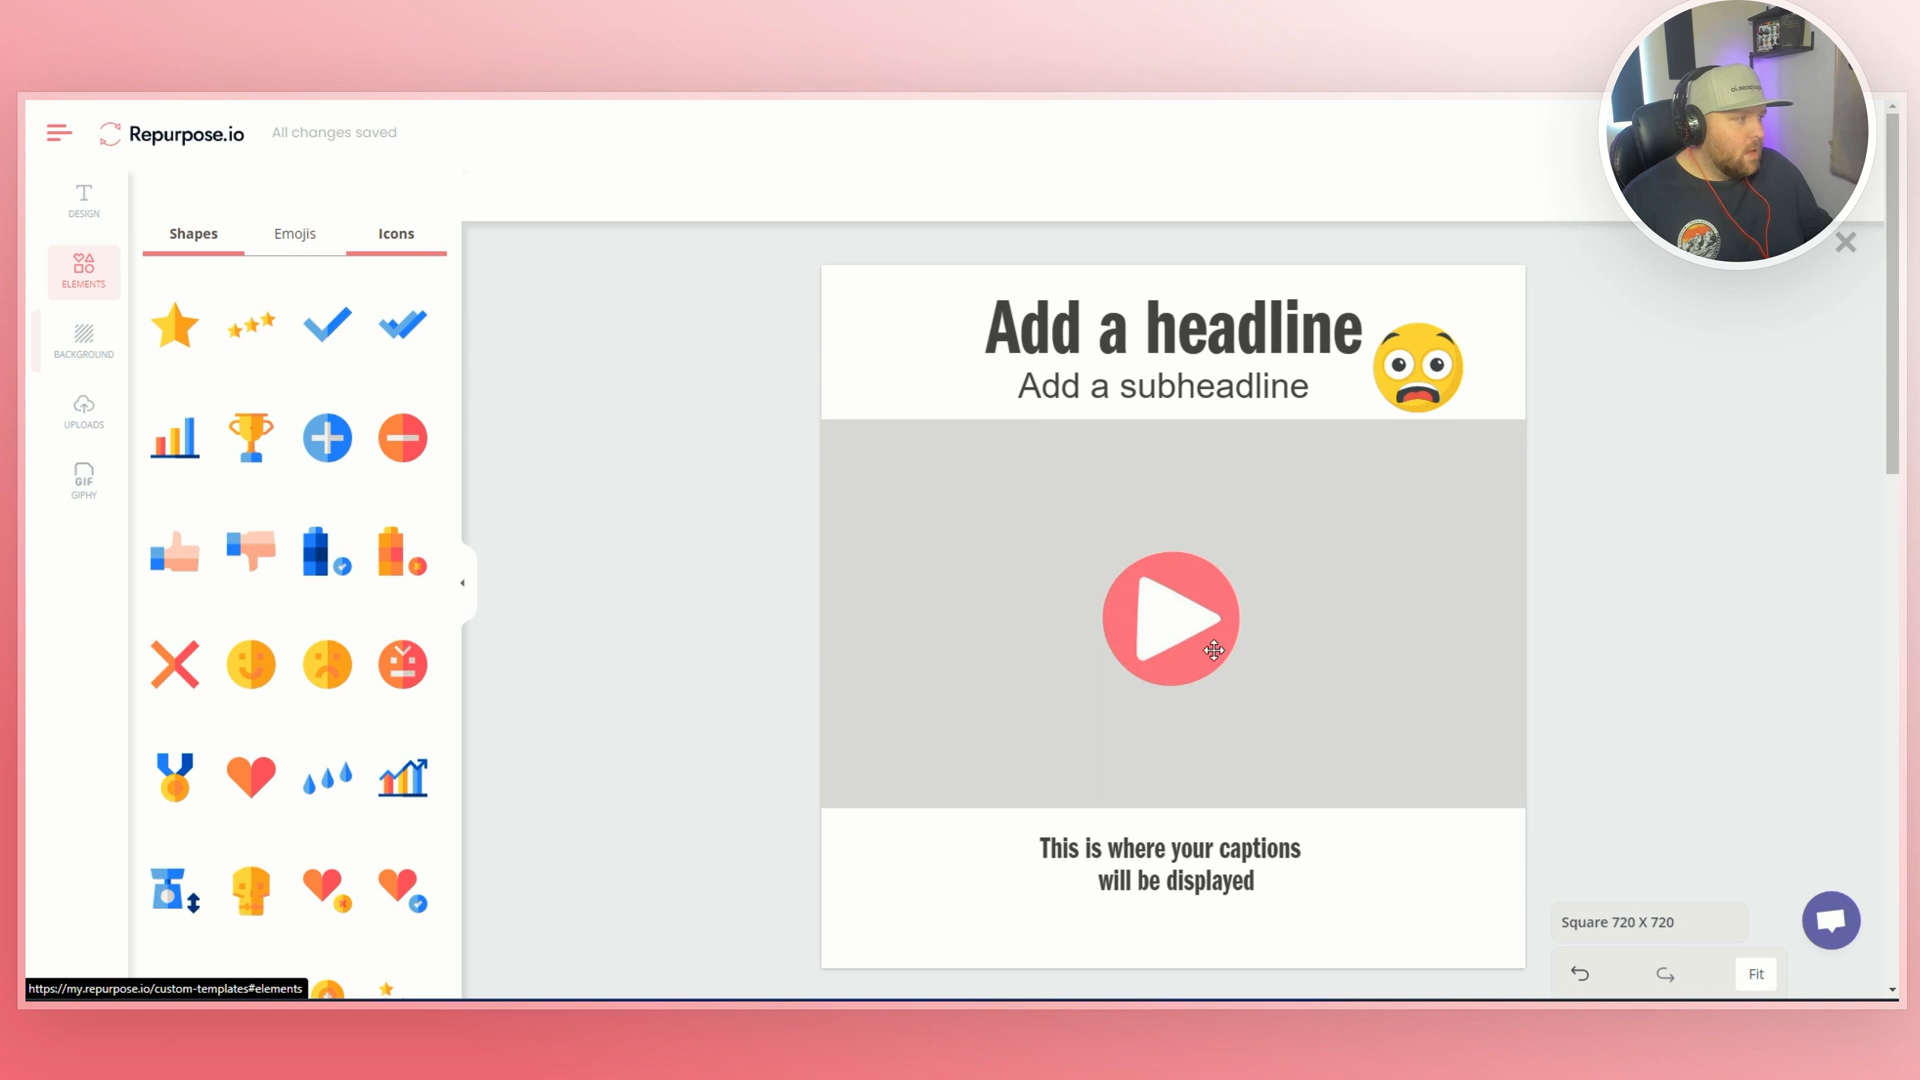 Repurpose.io
All changes saved
DESIGN
ELEMENTS
BACKGROUND
UPLOADS
GIF
GIPHY
Shapes
Emojis
Icons
Add a headline
Add a subheadline
This is where your captions
will be displayed
Square 720 X 720
Fit
https://my.repurpose.io/custom-templates#elements